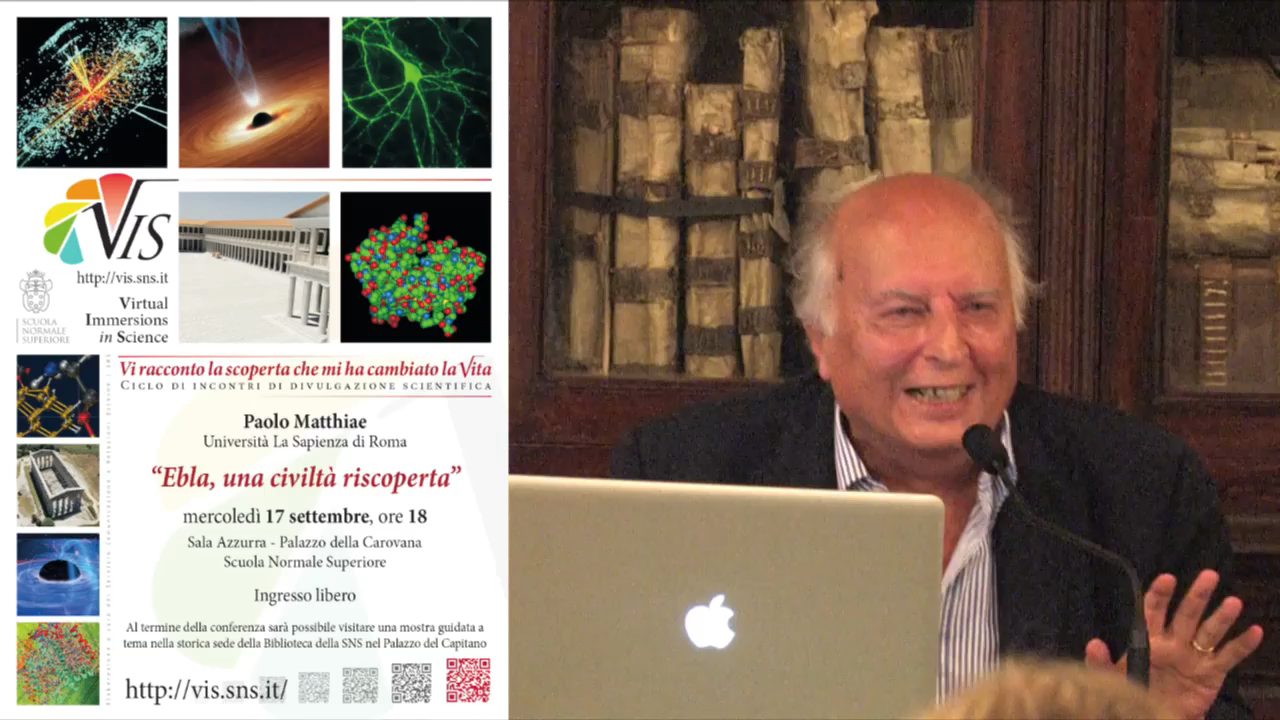 VIS
http://vis.sns.it
SCUOLA
NORMALE
SUPERIORE
Virtual
Immersions
in Science
Vi racconto la scoperta che mi ha cambiato la Vita
CICLO DI INCONTRI DI DIVULGAZIONE SCIENTIFICA
Paolo Matthiae
Università La Sapienza di Roma
“Ebla, una civiltà riscoperta”
mercoledì 17 settembre, ore 18
Sala Azzurra - Palazzo della Carovana
Scuola Normale Superiore
Ingresso libero
Al termine della conferenza sarà possibile visitare una mostra guidata a
tema nella storica sede della Biblioteca della SNS nel Palazzo del Capitano
http://vis.sns.it/